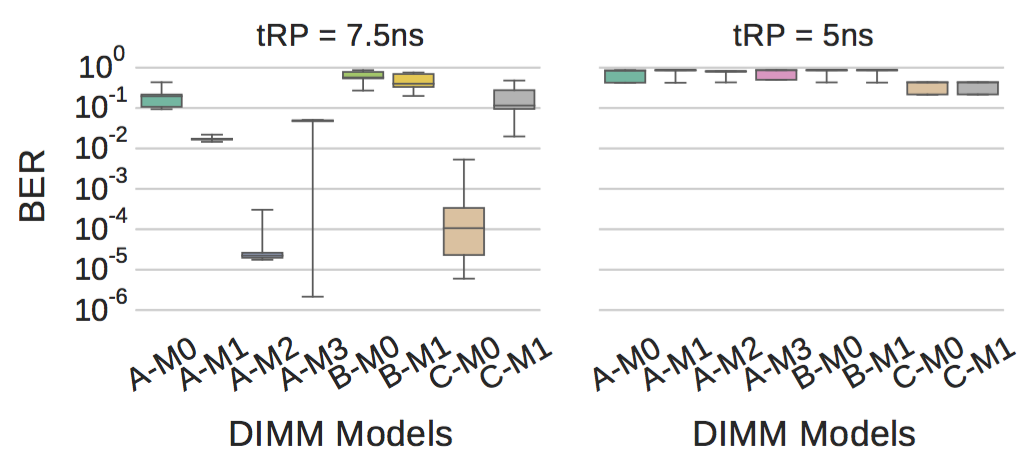 tRP = 7.5ns
tRP = 5ns
BER
10^0
10^-1
10^-2
10^-3
10^-4
10^-5
10^-6
A-M0
A-M1
A-M2
A-M3
B-M0
B-M1
C-M0
C-M1
A-M0
A-M1
A-M2
A-M3
B-M0
B-M1
C-M0
C-M1
DIMM Models
DIMM Models